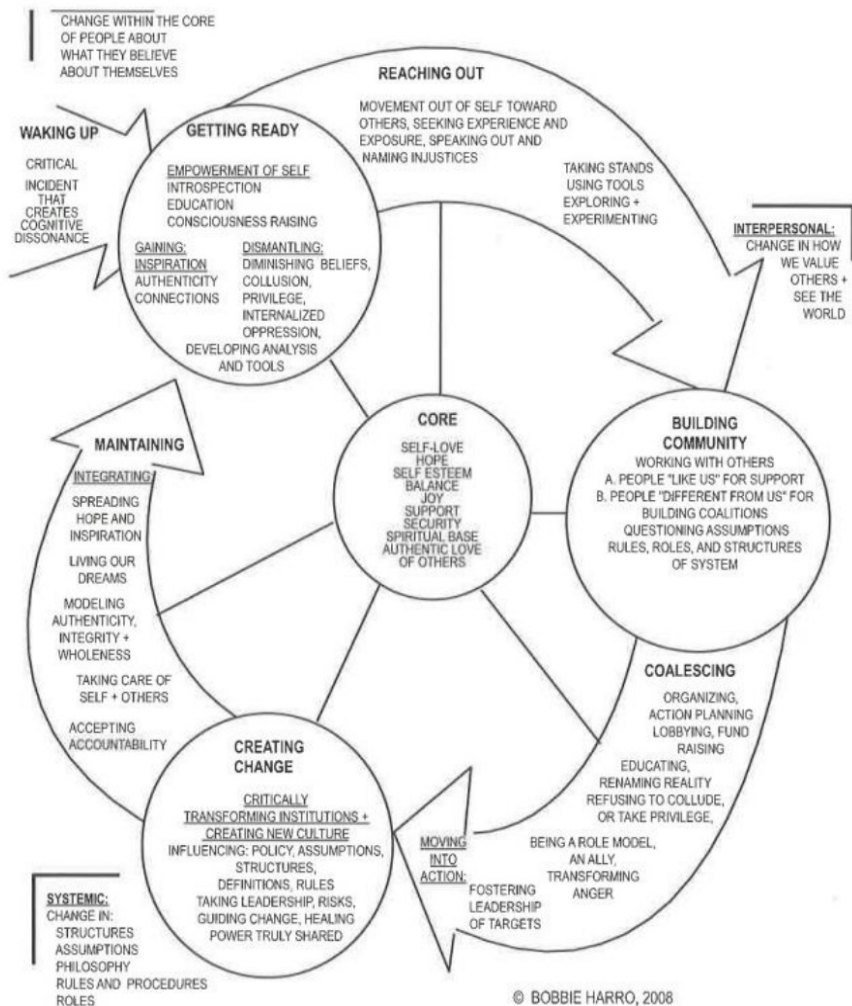 CHANGE WITHIN THE CORE
OF PEOPLE ABOUT
WHAT THEY BELIEVE
ABOUT THEMSELVES
WAKING UP
CRITICAL
INCIDENT
THAT
CREATES
COGNITIVE
DISSONANCE
GETTING READY
EMPOWERMENT OF SELF
INTROSPECTION
EDUCATION
CONSCIOUSNESS RAISING
GAINING:
INSPIRATION
AUTHENTICITY
CONNECTIONS
DISMANTLING:
DIMINISHING BELIEFS,
COLLUSION,
PRIVILEGE,
INTERNALIZED
OPPRESSION,
DEVELOPING ANALYSIS
AND TOOLS
REACHING OUT
MOVEMENT OUT OF SELF TOWARD
OTHERS, SEEKING EXPERIENCE AND
EXPOSURE, SPEAKING OUT AND
NAMING INJUSTICES
TAKING STANDS
USING TOOLS
EXPLORING +
EXPERIMENTING
INTERPERSONAL:
CHANGE IN HOW
WE VALUE
OTHERS +
SEE THE
WORLD
CORE
SELF-LOVE
HOPE
SELF ESTEEM
BALANCE
JOY
SUPPORT
SECURITY
SPIRITUAL BASE
AUTHENTIC LOVE
OF OTHERS
BUILDING
COMMUNITY
WORKING WITH OTHERS
A. PEOPLE "LIKE US" FOR SUPPORT
B. PEOPLE "DIFFERENT FROM US" FOR
BUILDING COALITIONS
QUESTIONING ASSUMPTIONS
RULES, ROLES, AND STRUCTURES
OF SYSTEM
COALESCING
ORGANIZING,
ACTION PLANNING
LOBBYING, FUND
RAISING
EDUCATING,
RENAMING REALITY
REFUSING TO COLLUDE,
OR TAKE PRIVILEGE,
BEING A ROLE MODEL,
AN ALLY,
TRANSFORMING
ANGER
MOVING
INTO
ACTION:
FOSTERING
LEADERSHIP
OF TARGETS
CREATING
CHANGE
CRITICALLY
TRANSFORMING INSTITUTIONS +
CREATING NEW CULTURE
INFLUENCING: POLICY, ASSUMPTIONS,
STRUCTURES,
DEFINITIONS, RULES
TAKING LEADERSHIP, RISKS,
GUIDING CHANGE, HEALING
POWER TRULY SHARED
MAINTAINING
INTEGRATING:
SPREADING
HOPE AND
INSPIRATION
LIVING OUR
DREAMS
MODELING
AUTHENTICITY,
INTEGRITY +
WHOLENESS
TAKING CARE OF
SELF + OTHERS
ACCEPTING
ACCOUNTABILITY
SYSTEMIC:
CHANGE IN:
STRUCTURES
ASSUMPTIONS
PHILOSOPHY
RULES AND PROCEDURES
ROLES
© BOBBIE HARRO, 2008